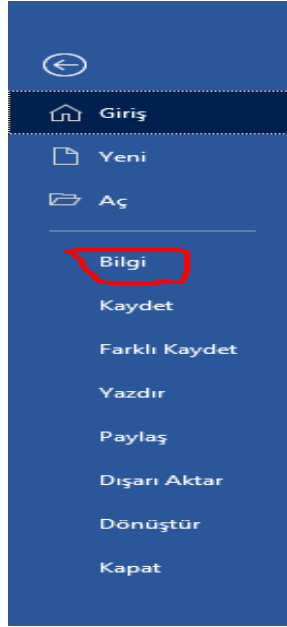 Giriş
Yeni
Aç
Bilgi
Kaydet
Farklı Kaydet
Yazdır
Paylaş
Dışarı Aktar
Dönüştür
Kapat